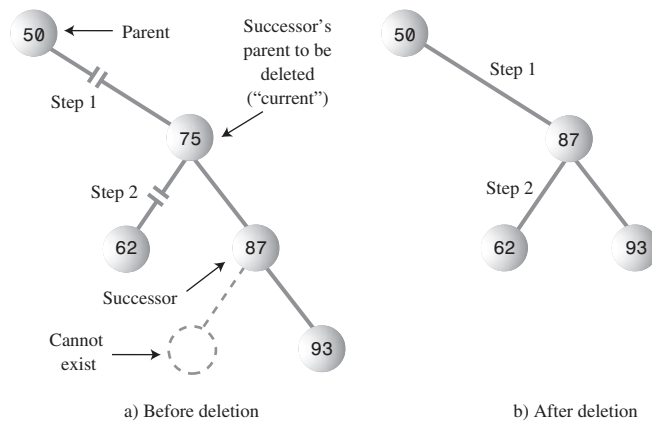 50
Parent
Successor's
parent to be
deleted
("current")
Step 1
75
Step 2
62
87
Successor
Cannot
exist
93
a) Before deletion
50
Step 1
87
Step 2
62
93
b) After deletion